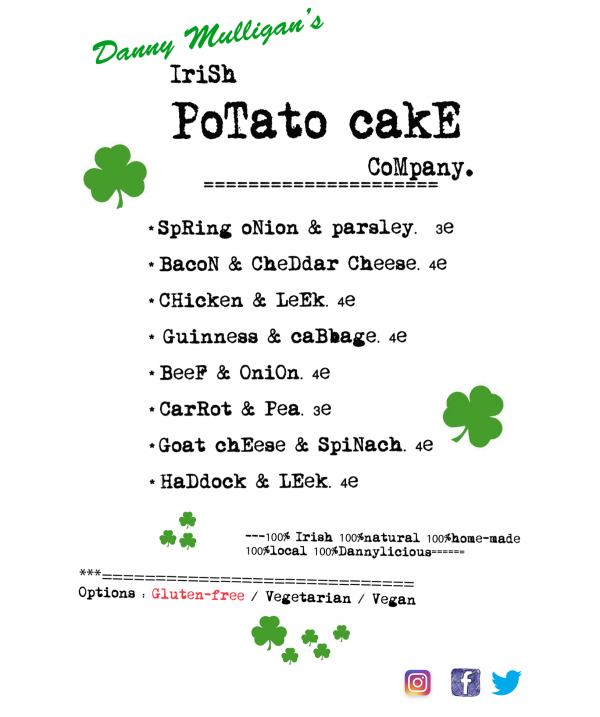 Danny Mulligan's
IriSh
PoTato cakE
CoMpany.
=====================
*SpRing oNion & parsley. 3e
* BacoN & CheDdar Cheese. 4e
* CHicken & LeEk. 4e
* Guinness & caBbage. 4e
* BeeF & OniOn. 4e
* CarRot & Pea. 3e
*Goat chEese & SpiNach. 4e
* HaDdock & LEek. 4e
---100% Irish 100%natural 100%home-made
100%local 100%Dannylicious======
***=============================
Options : Gluten-free / Vegetarian / Vegan